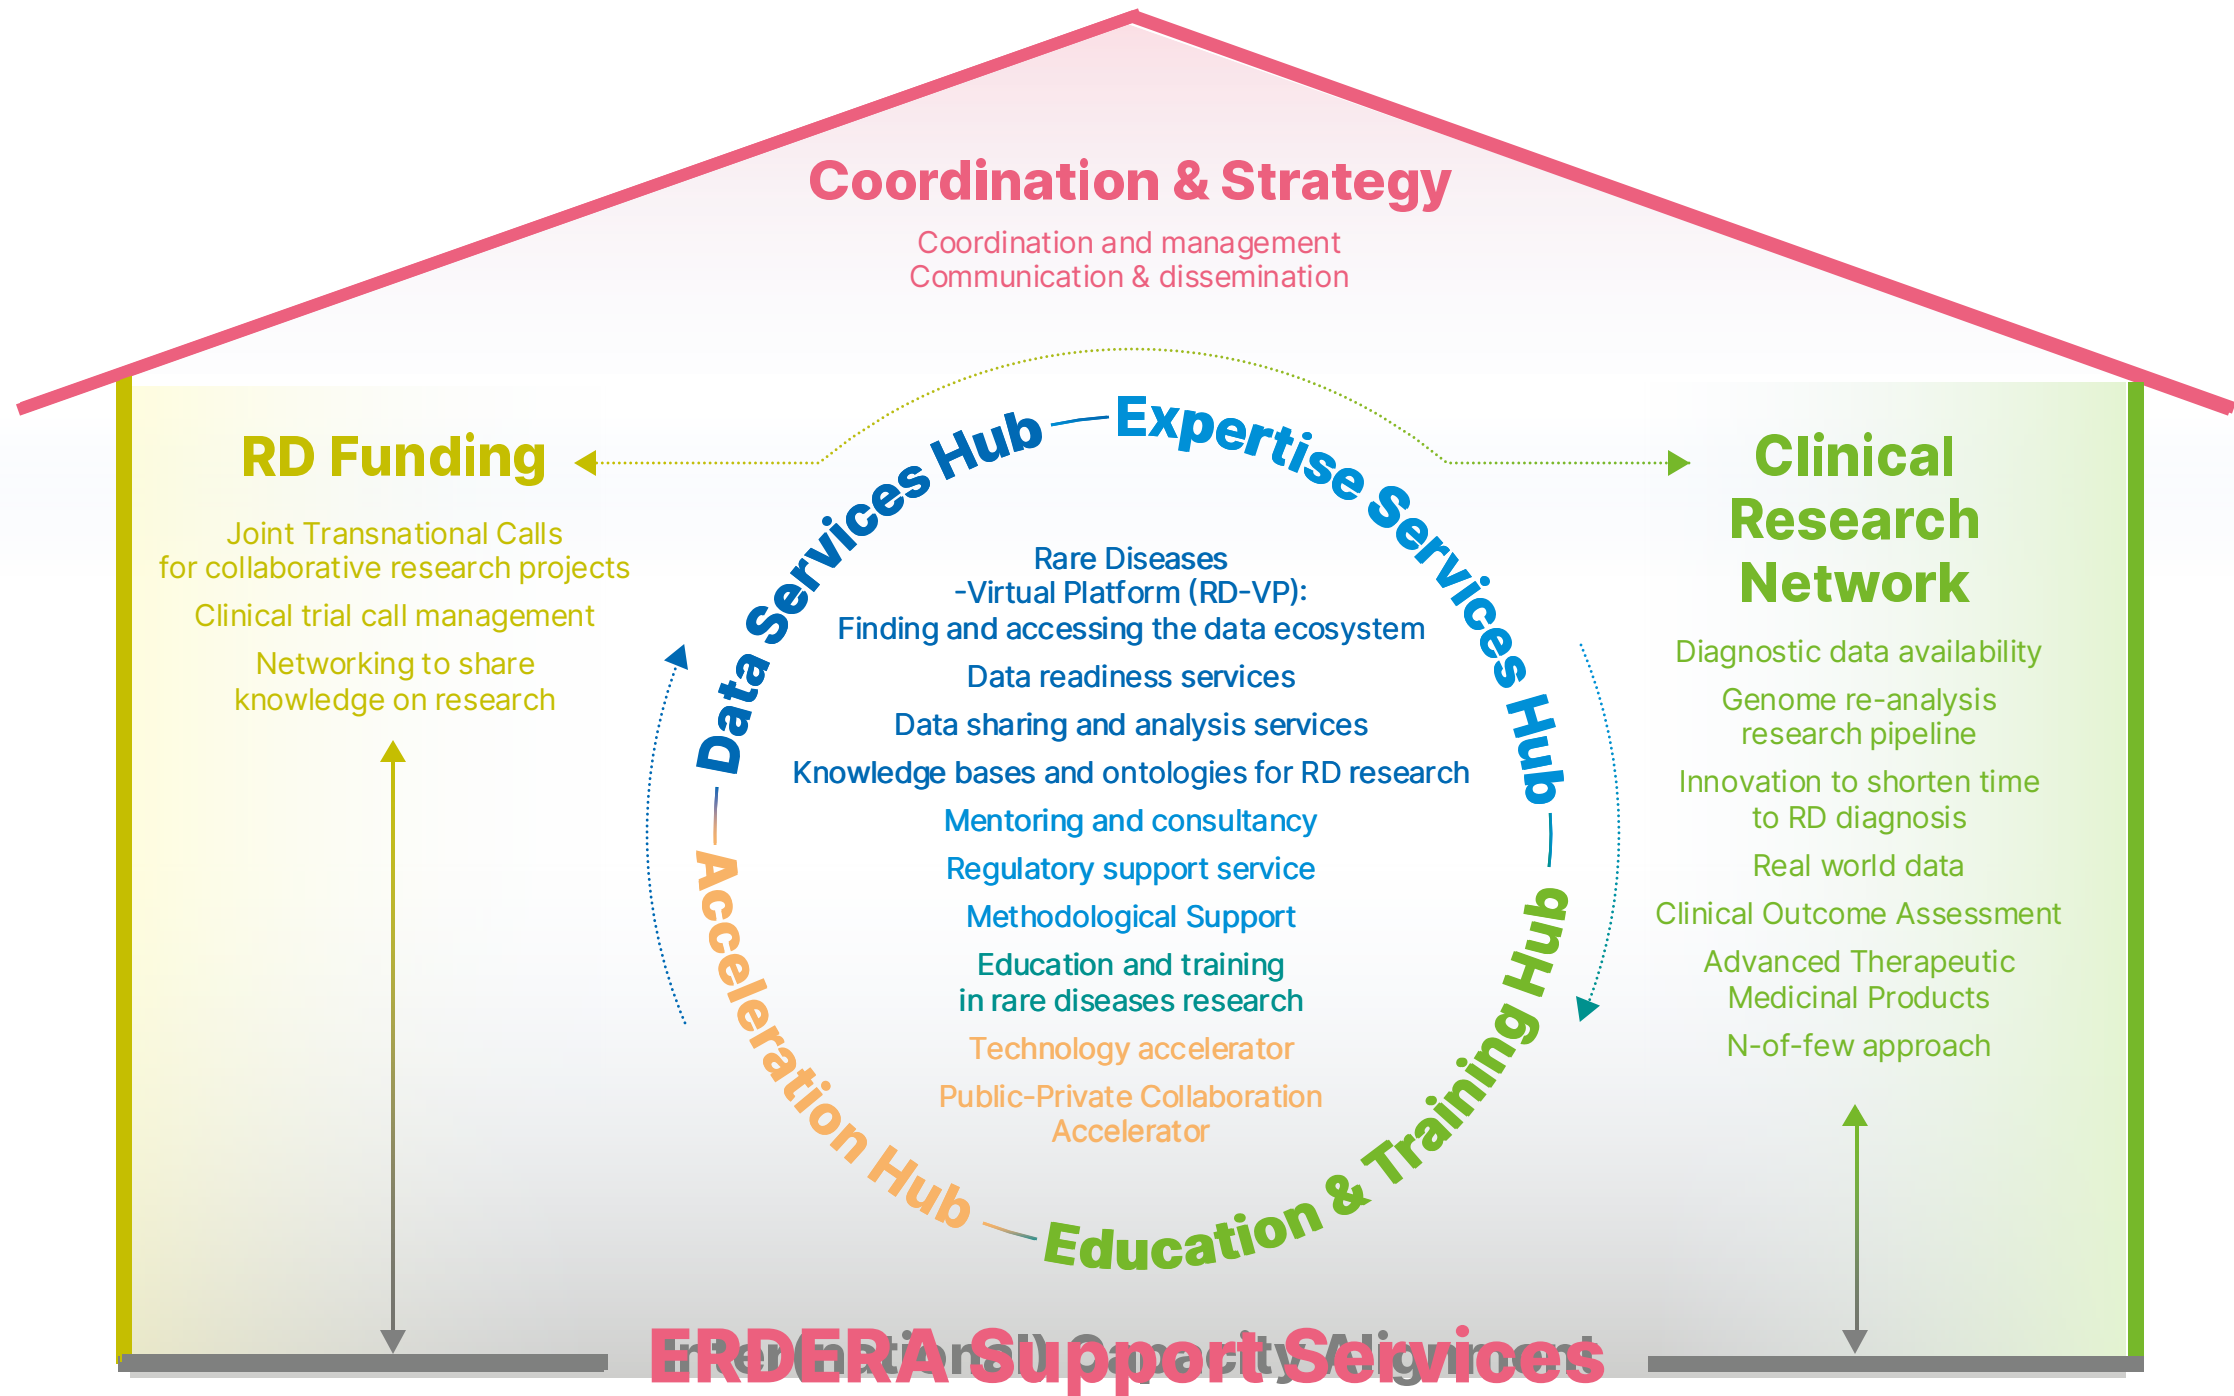 Coordination & Strategy
Coordination and management
Communication & dissemination
RD Funding
Joint Transnational Calls
for collaborative research projects
Clinical trial call management
Networking to share
knowledge on research
Data Services Hub
Expertise Services Hub
Education & Training Hub
Acceleration Hub
Rare Diseases
-Virtual Platform (RD-VP):
Finding and accessing the data ecosystem
Data readiness services
Data sharing and analysis services
Knowledge bases and ontologies for RD research
Mentoring and consultancy
Regulatory support service
Methodological Support
Education and training
in rare diseases research
Technology accelerator
Public-Private Collaboration
Accelerator
Clinical
Research
Network
Diagnostic data availability
Genome re-analysis
research pipeline
Innovation to shorten time
to RD diagnosis
Real world data
Clinical Outcome Assessment
Advanced Therapeutic
Medicinal Products
N-of-few approach
Inter(national) Capacity Alignment
ERDERA Support Services